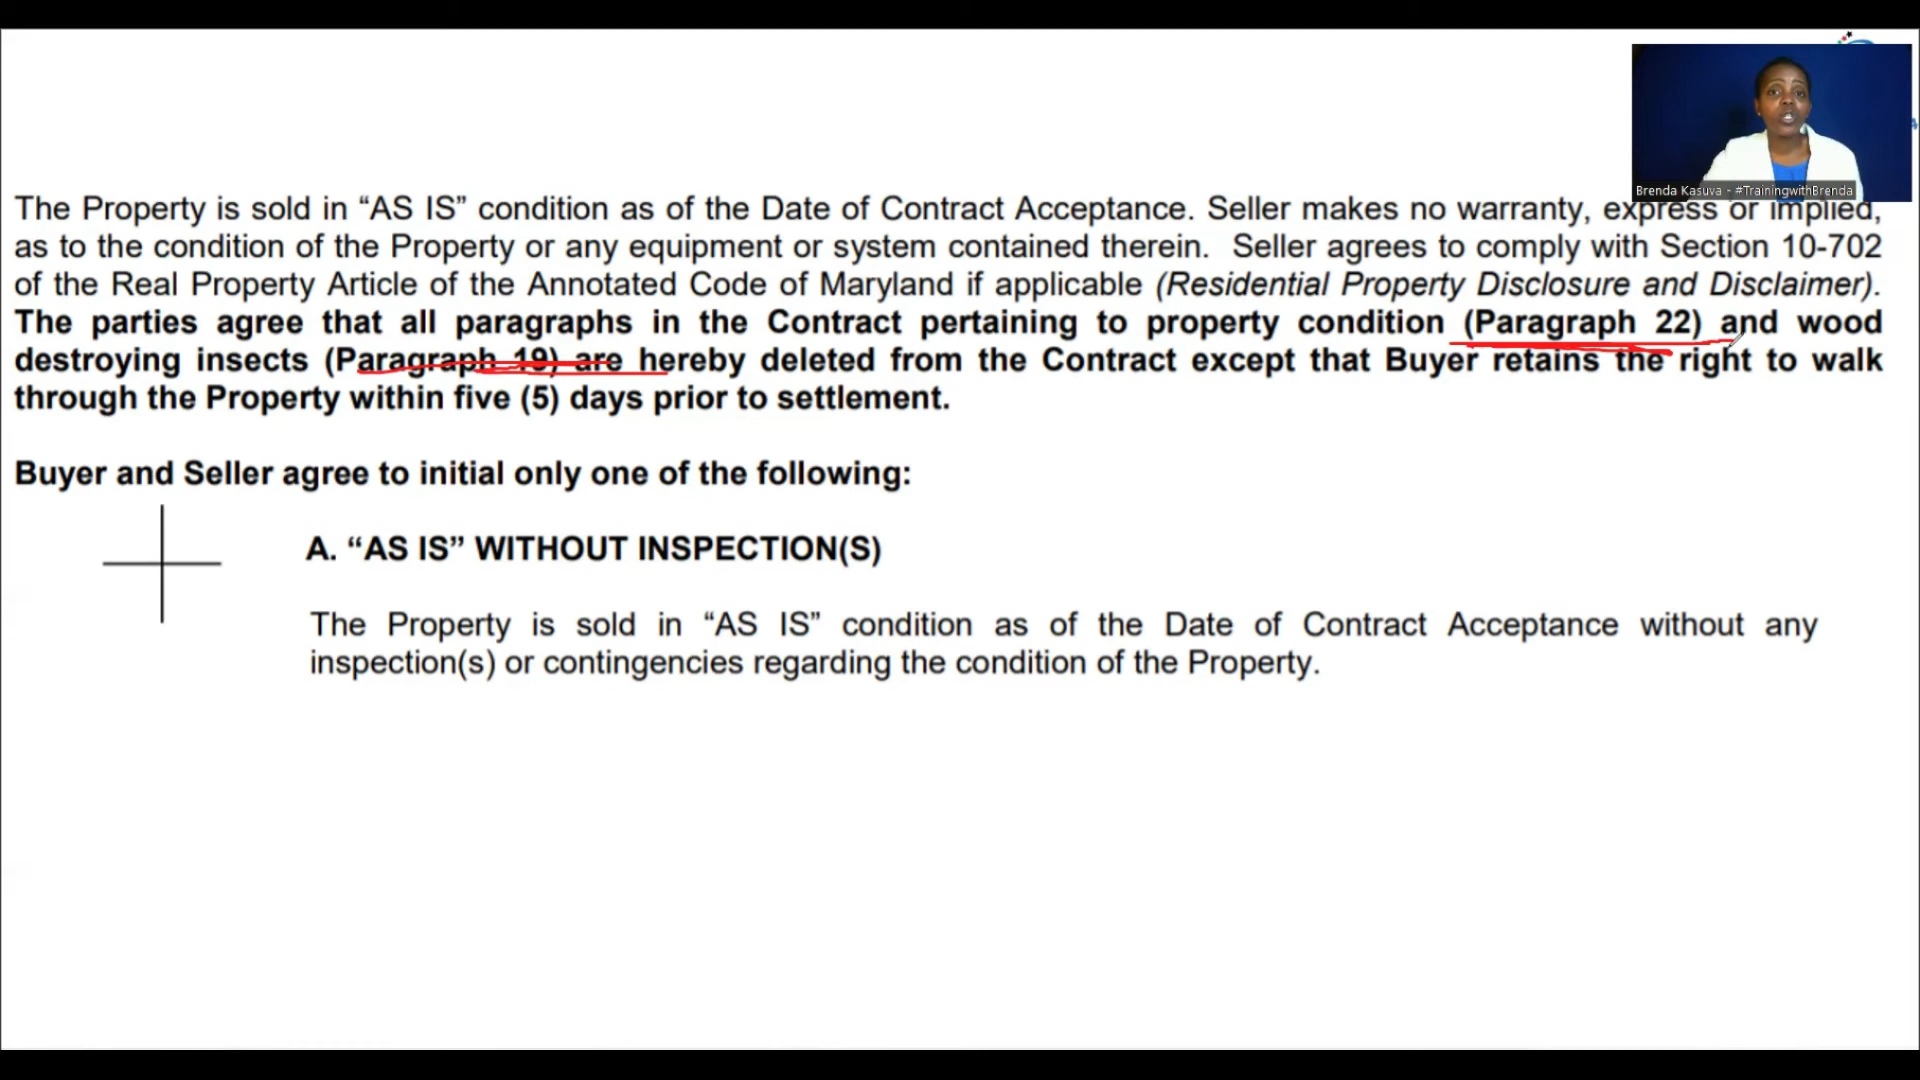 Brenda Kasuva - #TrainingwithBrenda
The Property is sold in “AS IS” condition as of the Date of Contract Acceptance. Seller makes no warranty, express or implied,
as to the condition of the Property or any equipment or system contained therein. Seller agrees to comply with Section 10-702
of the Real Property Article of the Annotated Code of Maryland if applicable (Residential Property Disclosure and Disclaimer).
The parties agree that all paragraphs in the Contract pertaining to property condition (Paragraph 22) and wood
destroying insects (Paragraph 19) are hereby deleted from the Contract except that Buyer retains the right to walk
through the Property within five (5) days prior to settlement.
Buyer and Seller agree to initial only one of the following:
A. “AS IS” WITHOUT INSPECTION(S)
The Property is sold in “AS IS” condition as of the Date of Contract Acceptance without any
inspection(s) or contingencies regarding the condition of the Property.